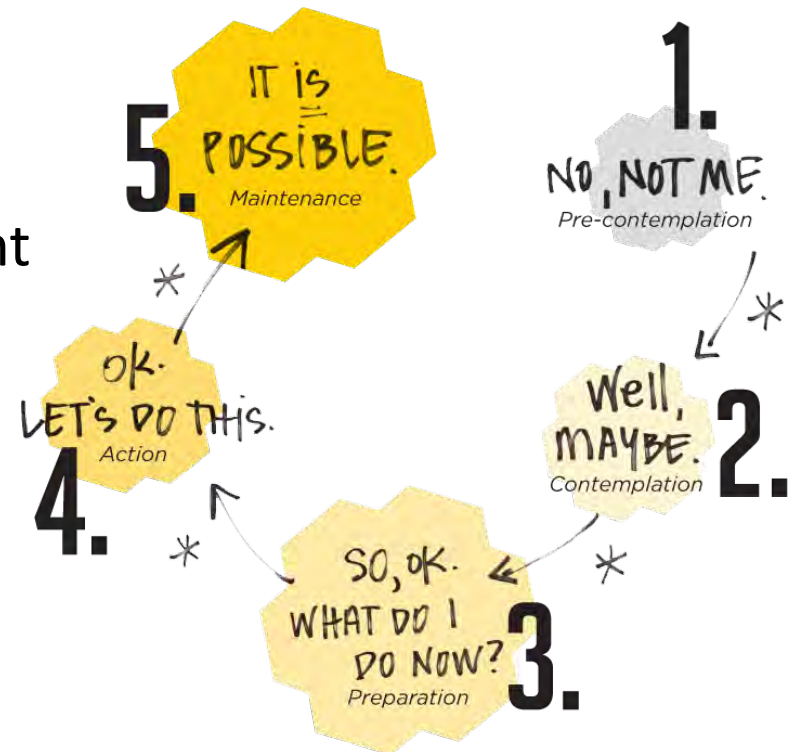 1.
NO, NOT ME.
Pre-contemplation
*
Well,
MAYBE.
Contemplation
2.
*
SO, OK.
WHAT DO I
DO NOW?
Preparation
3.
*
OK.
LET'S DO THIS.
Action
4.
*
IT IS
POSSIBLE.
Maintenance
5.
nt